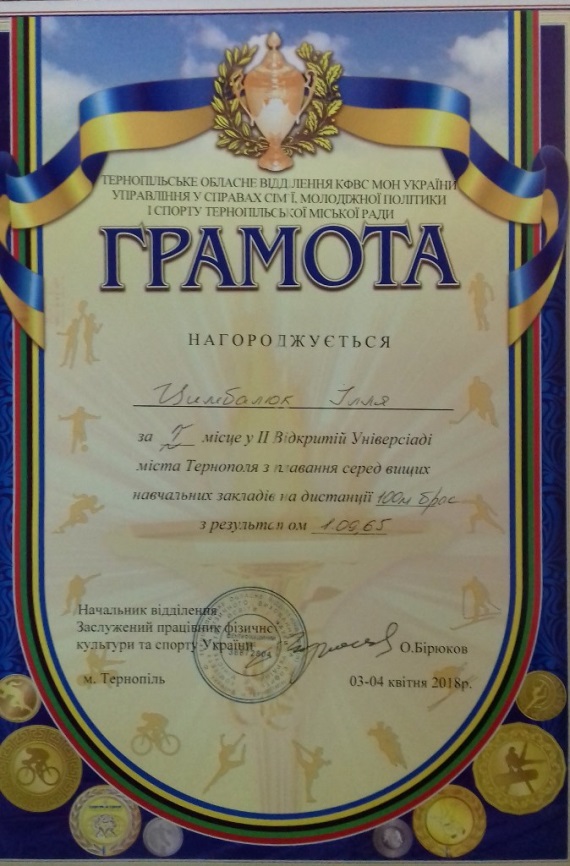 ТЕРНОПІЛЬСЬКЕ ОБЛАСНЕ ВІДДІЛЕННЯ КФВС МОН УКРАЇНИ
УПРАВЛІННЯ У СПРАВАХ СІМ'Ї, МОЛОДІЖНОЇ ПОЛІТИКИ
І СПОРТУ ТЕРНОПІЛЬСЬКОЇ МІСЬКОЇ РАДИ
ГРАМОТА
НАГОРОДЖУЄТЬСЯ
Цимбалюк Ілля
за I місце у II Відкритій Універсіаді
міста Тернополя з плавання серед вищих
навчальних закладів на дистанції 100м брас
з результатом 1.09,65
Начальник відділення,
Заслужений працівник фізичнє
культури та спорту України
О.Бірюков
м. Тернопіль
03-04 квітня 2018р.